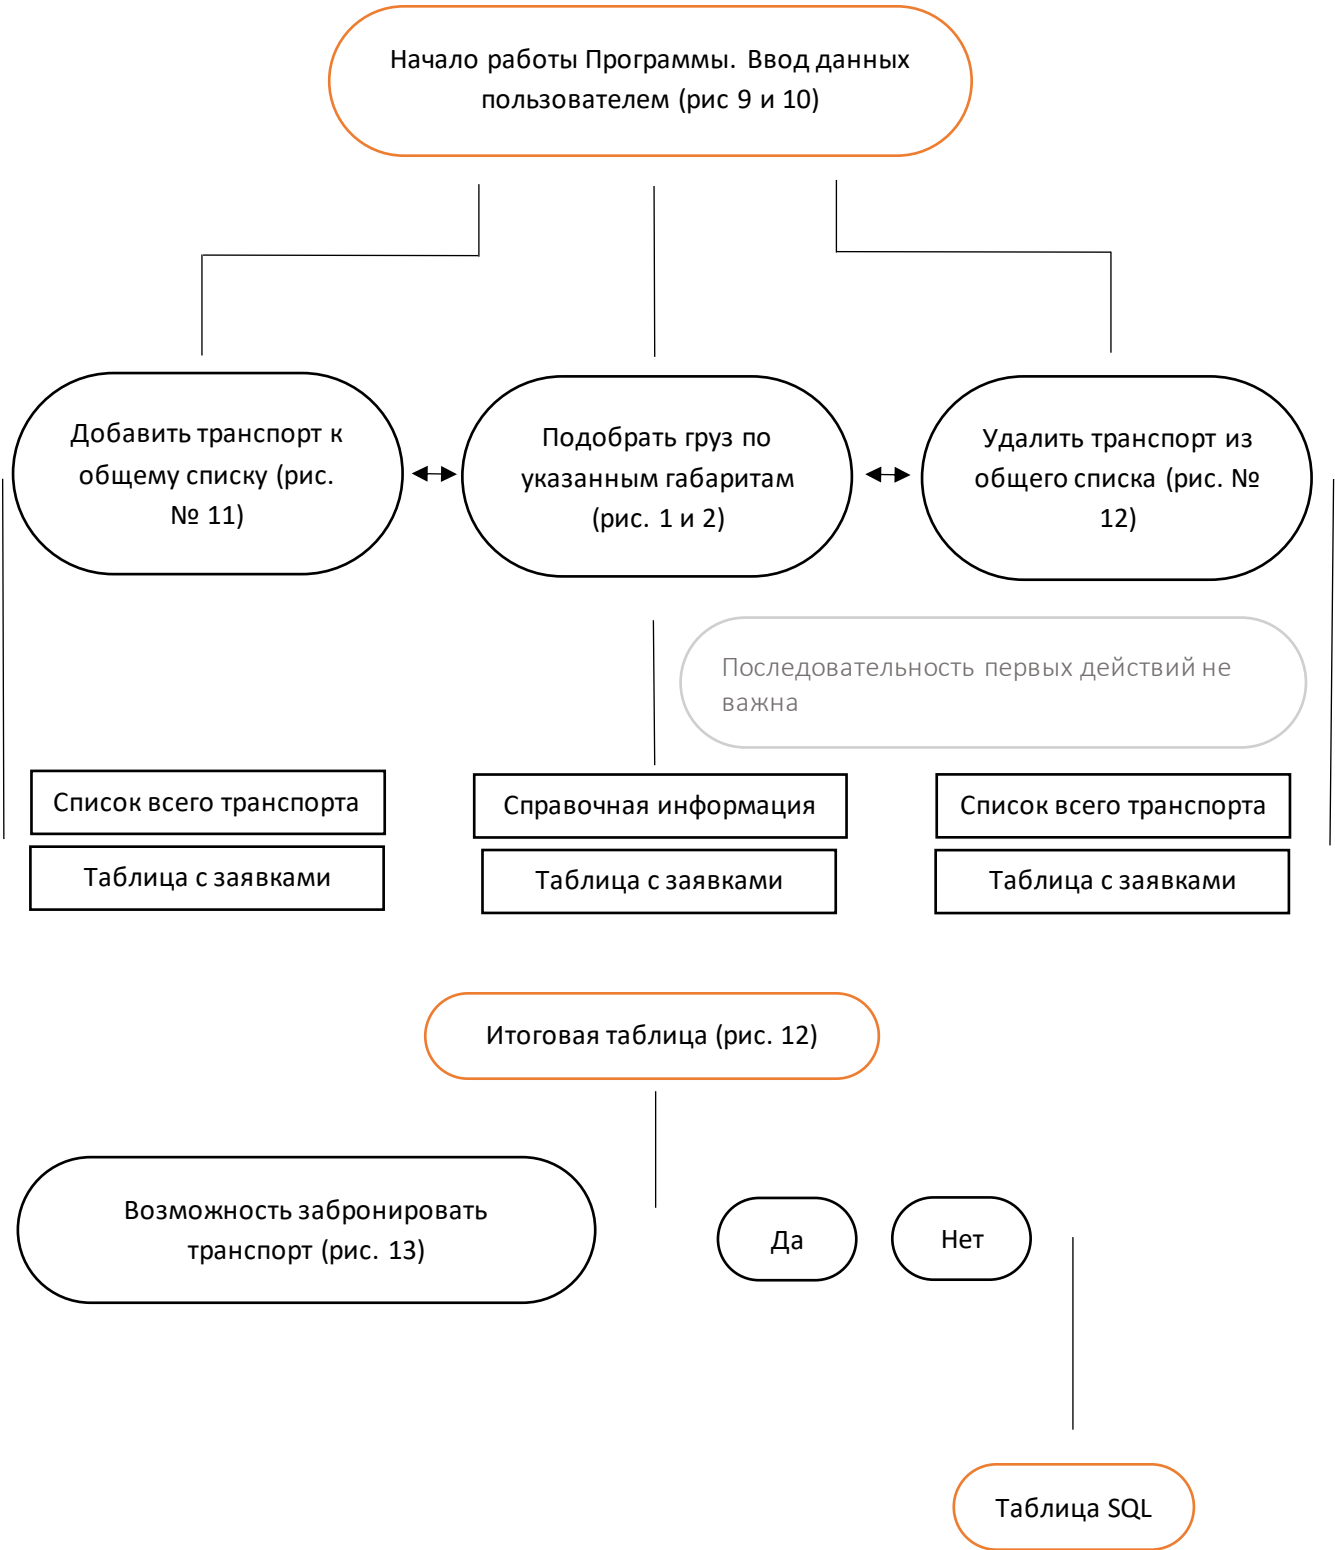 Начало работы Программы. Ввод данных
пользователем (рис 9 и 10)
Добавить транспорт к
общему списку (рис.
№ 11)
Подобрать груз по
указанным габаритам
(рис. 1 и 2)
Удалить транспорт из
общего списка (рис. №
12)
Последовательность первых действий не
важна
Список всего транспорта
Справочная информация
Список всего транспорта
Таблица с заявками
Таблица с заявками
Таблица с заявками
Итоговая таблица (рис. 12)
Возможность забронировать
транспорт (рис. 13)
Да
Нет
Таблица SQL